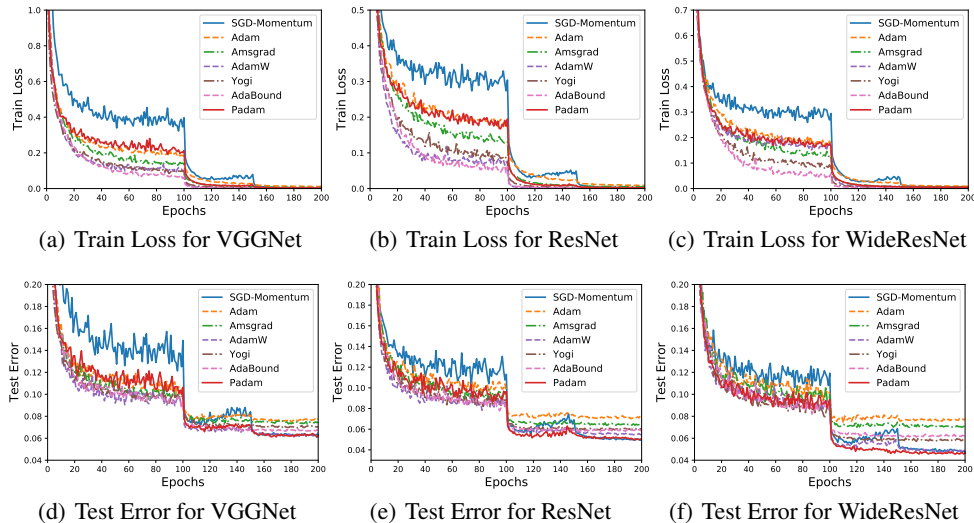 1.0
0.8
0.6
0.4
0.2
0.0
Train Loss
0 20 40 60 80 100 120 140 160 180 200
Epochs
SGD-Momentum
Adam
Amsgrad
AdamW
Yogi
AdaBound
Padam
(a) Train Loss for VGGNet
0.5
0.4
0.3
0.2
0.1
0.0
Train Loss
0 20 40 60 80 100 120 140 160 180 200
Epochs
SGD-Momentum
Adam
Amsgrad
AdamW
Yogi
AdaBound
Padam
(b) Train Loss for ResNet
0.7
0.6
0.5
0.4
0.3
0.2
0.1
0.0
Train Loss
0 20 40 60 80 100 120 140 160 180 200
Epochs
SGD-Momentum
Adam
Amsgrad
AdamW
Yogi
AdaBound
Padam
(c) Train Loss for WideResNet
0.20
0.18
0.16
0.14
0.12
0.10
0.08
0.06
0.04
Test Error
0 20 40 60 80 100 120 140 160 180 200
Epochs
SGD-Momentum
Adam
Amsgrad
AdamW
Yogi
AdaBound
Padam
(d) Test Error for VGGNet
0.20
0.18
0.16
0.14
0.12
0.10
0.08
0.06
0.04
Test Error
0 20 40 60 80 100 120 140 160 180 200
Epochs
SGD-Momentum
Adam
Amsgrad
AdamW
Yogi
AdaBound
Padam
(e) Test Error for ResNet
0.20
0.18
0.16
0.14
0.12
0.10
0.08
0.06
0.04
Test Error
0 20 40 60 80 100 120 140 160 180 200
Epochs
SGD-Momentum
Adam
Amsgrad
AdamW
Yogi
AdaBound
Padam
(f) Test Error for WideResNet